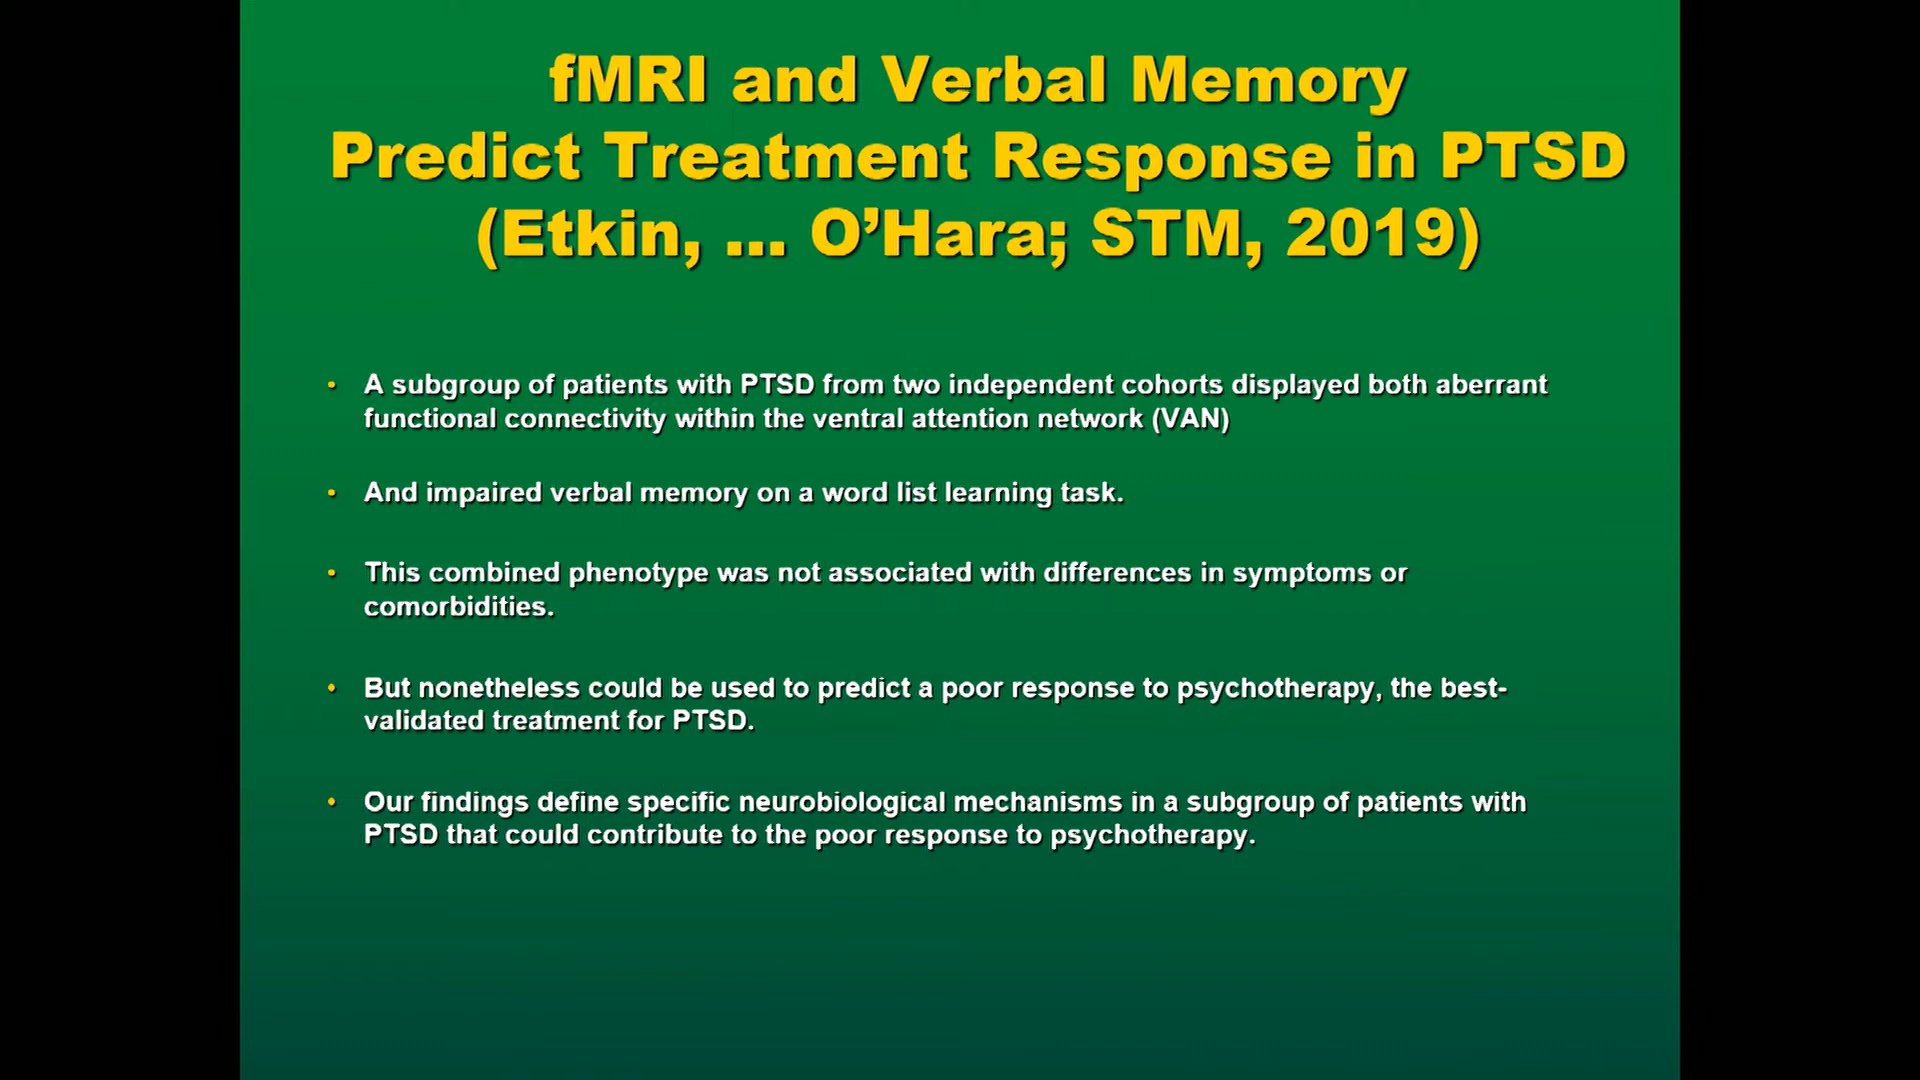 fMRI and Verbal Memory
Predict Treatment Response in PTSD
(Etkin, ... O’Hara; STM, 2019)
• A subgroup of patients with PTSD from two independent cohorts displayed both aberrant
functional connectivity within the ventral attention network (VAN)
• And impaired verbal memory on a word list learning task.
• This combined phenotype was not associated with differences in symptoms or
comorbidities.
• But nonetheless could be used to predict a poor response to psychotherapy, the best-
validated treatment for PTSD.
• Our findings define specific neurobiological mechanisms in a subgroup of patients with
PTSD that could contribute to the poor response to psychotherapy.